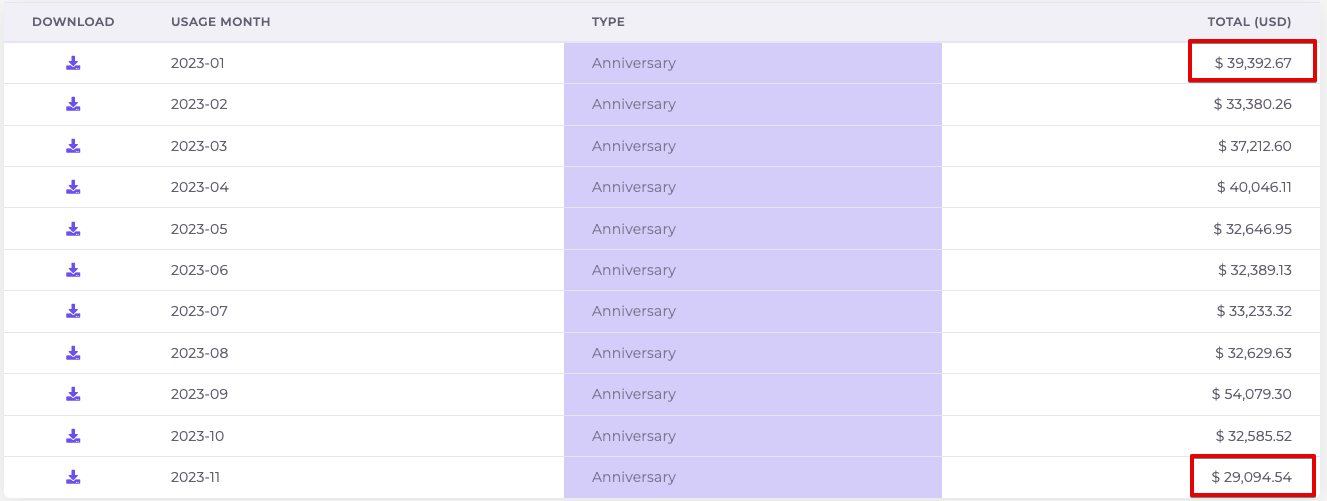 DOWNLOAD USAGE MONTH TYPE TOTAL (USD)
2023-01 Anniversary $ 39,392.67
2023-02 Anniversary $ 33,380.26
2023-03 Anniversary $ 37,212.60
2023-04 Anniversary $ 40,046.11
2023-05 Anniversary $ 32,646.95
2023-06 Anniversary $ 32,389.13
2023-07 Anniversary $ 33,233.32
2023-08 Anniversary $ 32,629.63
2023-09 Anniversary $ 54,079.30
2023-10 Anniversary $ 32,585.52
2023-11 Anniversary $ 29,094.54